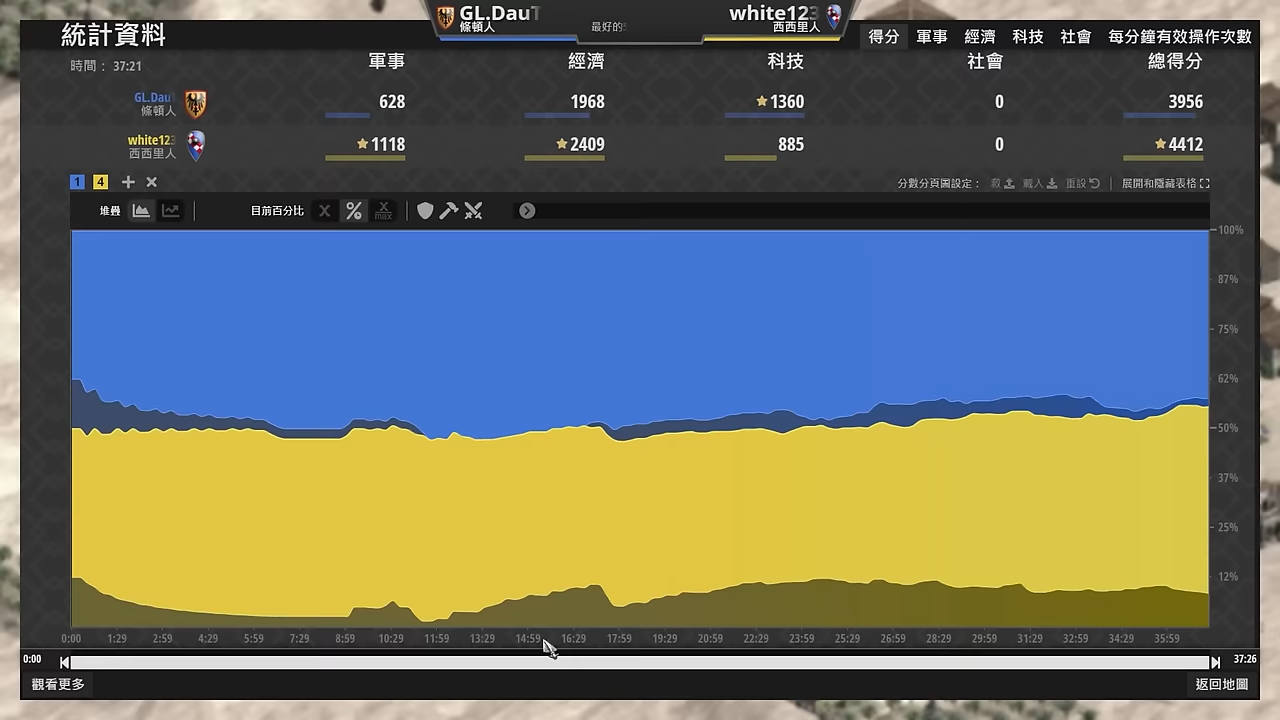 GL.DauT white123
條頓人 最好的 西西里人
統計資料
得分 軍事 經濟 科技 社會 每分鐘有效操作次數
時間： 37:21 軍事 經濟 科技 社會 總得分
GL.Dau
條頓人 628 1968 1360 0 3956
white123
西西里人 1118 2409 885 0 4412
1 4 分數分頁圖設定： 載入 重設 展開和隱藏表格
堆疊 目前百分比 X % X max
100%
87%
75%
62%
50%
37%
25%
12%
0:00 1:29 2:59 4:29 5:59 7:29 8:59 10:29 11:59 13:29 14:59 16:29 17:59 19:29 20:59 22:29 23:59 25:29 26:59 28:29 29:59 31:29 32:59 34:29 35:59
0:00 37:26
觀看更多 返回地圖